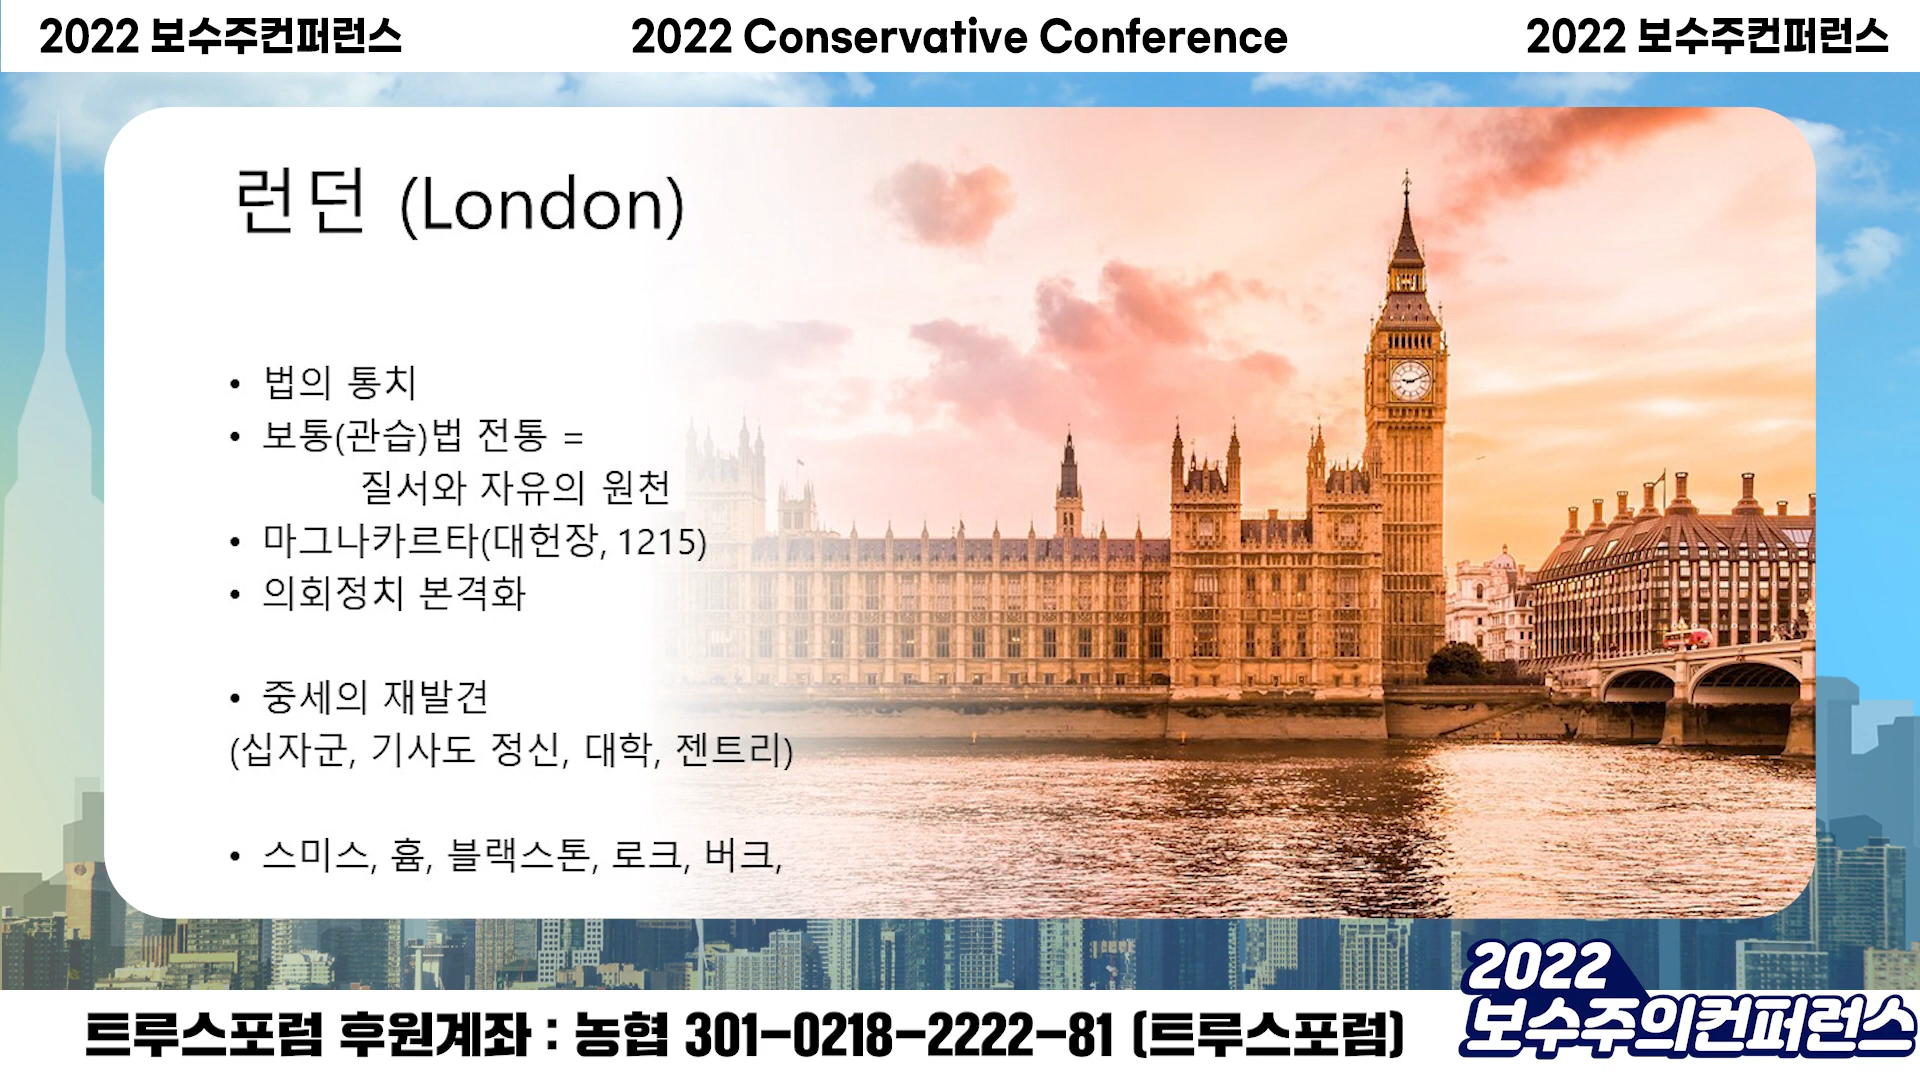 2022 보수주컨퍼런스
2022 Conservative Conference
2022 보수주컨퍼런스
런던 (London)
• 법의 통치
• 보통(관습)법 전통 =
질서와 자유의 원천
• 마그나카르타(대헌장, 1215)
• 의회정치 본격화
• 중세의 재발견
(십자군, 기사도 정신, 대학, 젠트리)
• 스미스, 흄, 블랙스톤, 로크, 버크,
트루스포럼 후원계좌 : 농협 301-0218-2222-81 (트루스포럼)
2022
보수주의컨퍼런스